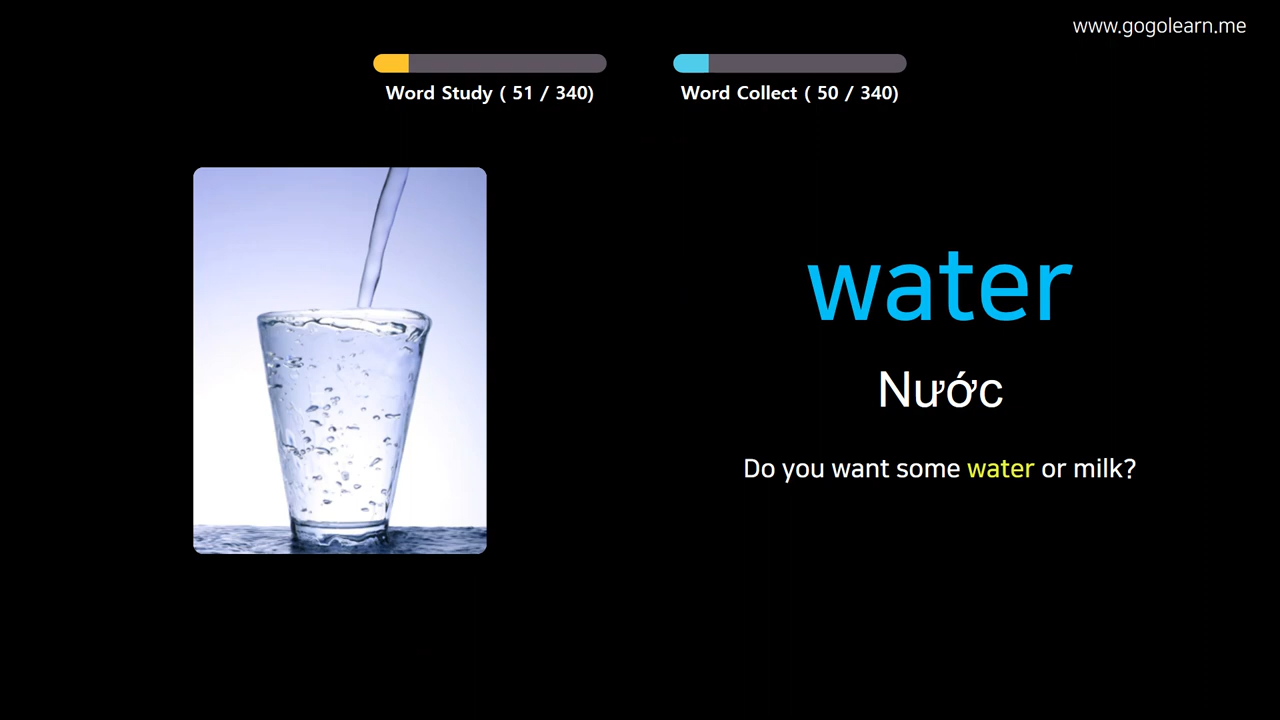 www.gogolearn.me
Word Study ( 51 / 340)
Word Collect ( 50 / 340)
water
Nước
Do you want some water or milk?